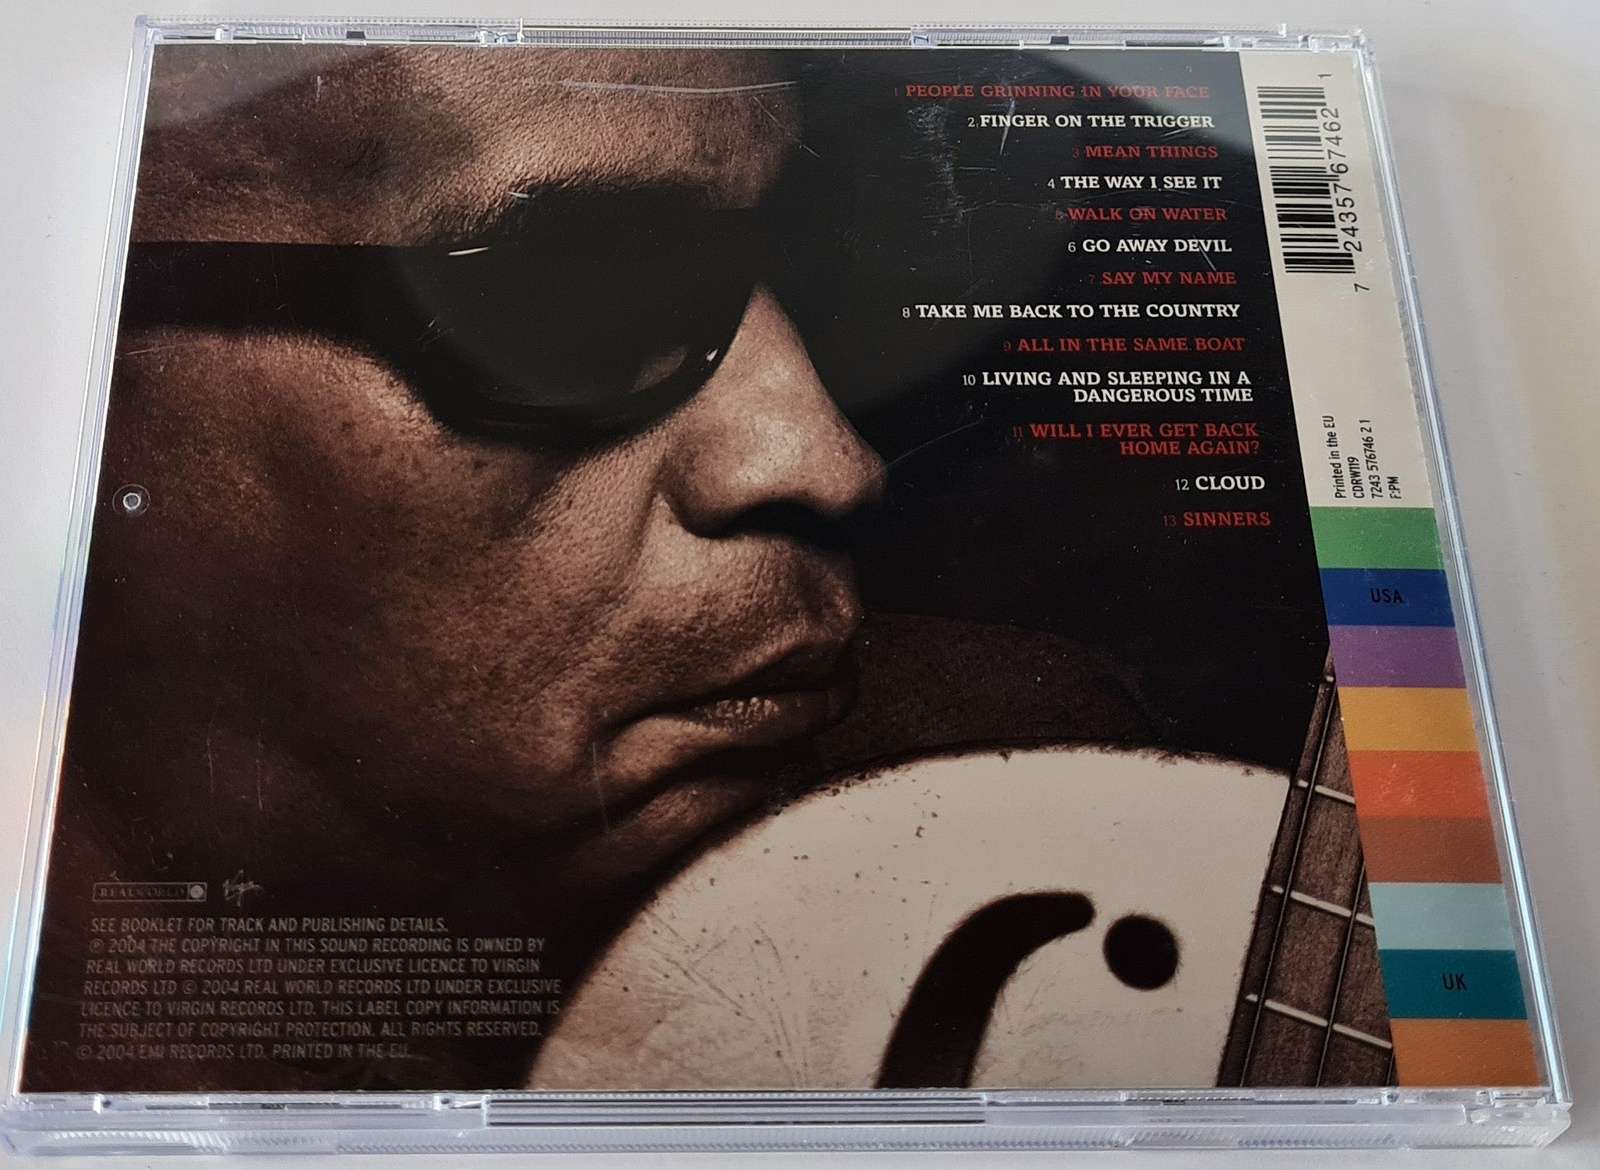 1 PEOPLE GRINNING IN YOUR FACE
2 FINGER ON THE TRIGGER
3 MEAN THINGS
4 THE WAY I SEE IT
5 WALK ON WATER
6 GO AWAY DEVIL
7 SAY MY NAME
8 TAKE ME BACK TO THE COUNTRY
9 ALL IN THE SAME BOAT
10 LIVING AND SLEEPING IN A
DANGEROUS TIME
11 WILL I EVER GET BACK
HOME AGAIN?
12 CLOUD
13 SINNERS
7 24357 67462 1
Printed in the EU
CDRW119
7243 576746 2 1
F:PM
USA
UK
REALWORLD
Virgin
SEE BOOKLET FOR TRACK AND PUBLISHING DETAILS.
℗ 2004 THE COPYRIGHT IN THIS SOUND RECORDING IS OWNED BY
REAL WORLD RECORDS LTD UNDER EXCLUSIVE LICENCE TO VIRGIN
RECORDS LTD © 2004 REAL WORLD RECORDS LTD UNDER EXCLUSIVE
LICENCE TO VIRGIN RECORDS LTD. THIS LABEL COPY INFORMATION IS
THE SUBJECT OF COPYRIGHT PROTECTION. ALL RIGHTS RESERVED.
© 2004 EMI RECORDS LTD. PRINTED IN THE EU.